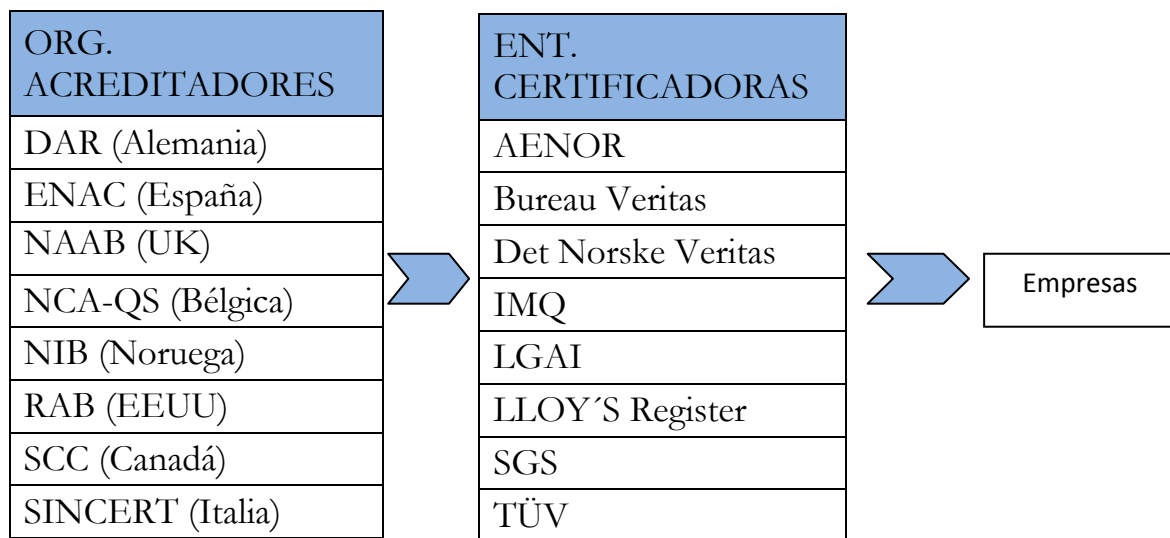 ORG.
ACREDITADORES
DAR (Alemania)
ENAC (España)
NAAB (UK)
NCA-QS (Bélgica)
NIB (Noruega)
RAB (EEUU)
SCC (Canadá)
SINCERT (Italia)
ENT.
CERTIFICADORAS
AENOR
Bureau Veritas
Det Norske Veritas
IMQ
LGAI
LLOY´S Register
SGS
TÜV
Empresas